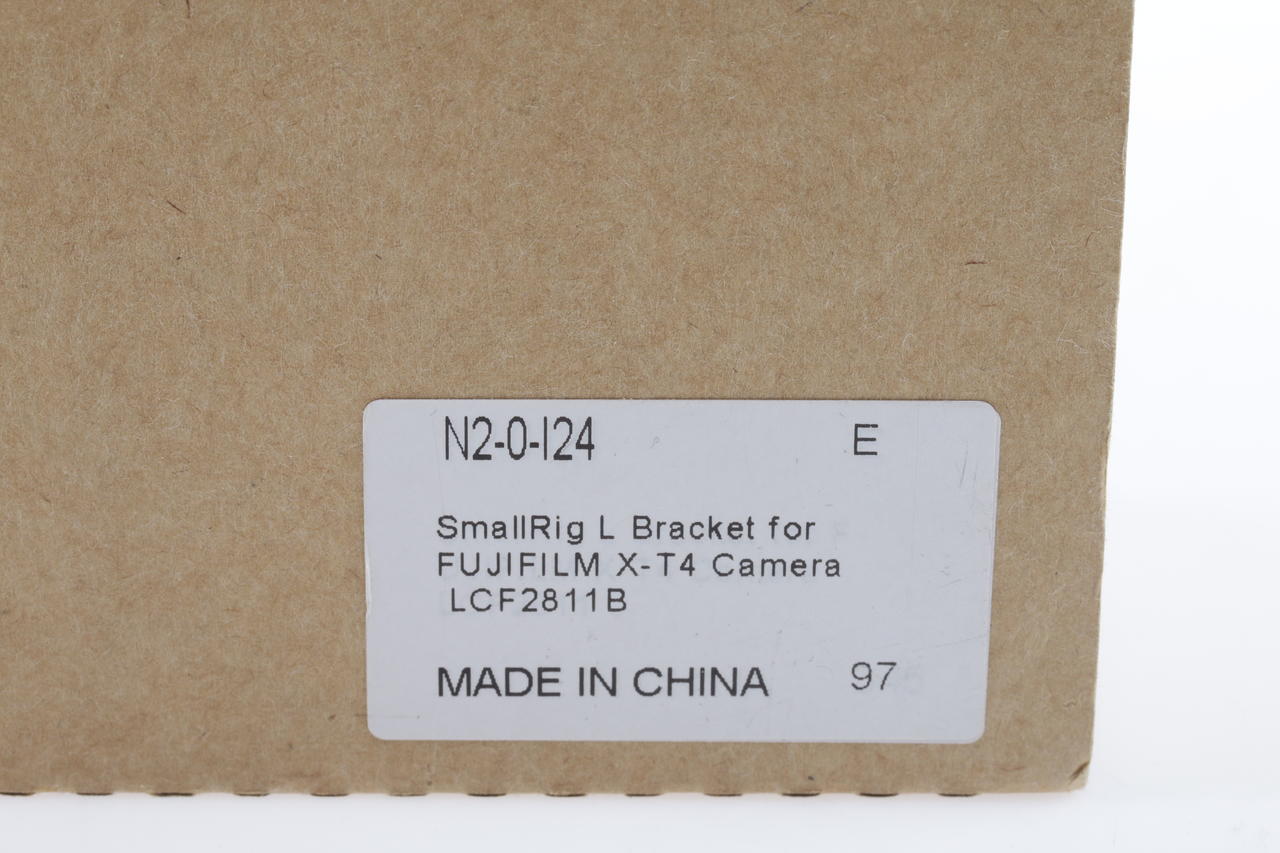 N2-0-I24 E
SmallRig L Bracket for
FUJIFILM X-T4 Camera
LCF2811B
MADE IN CHINA 97